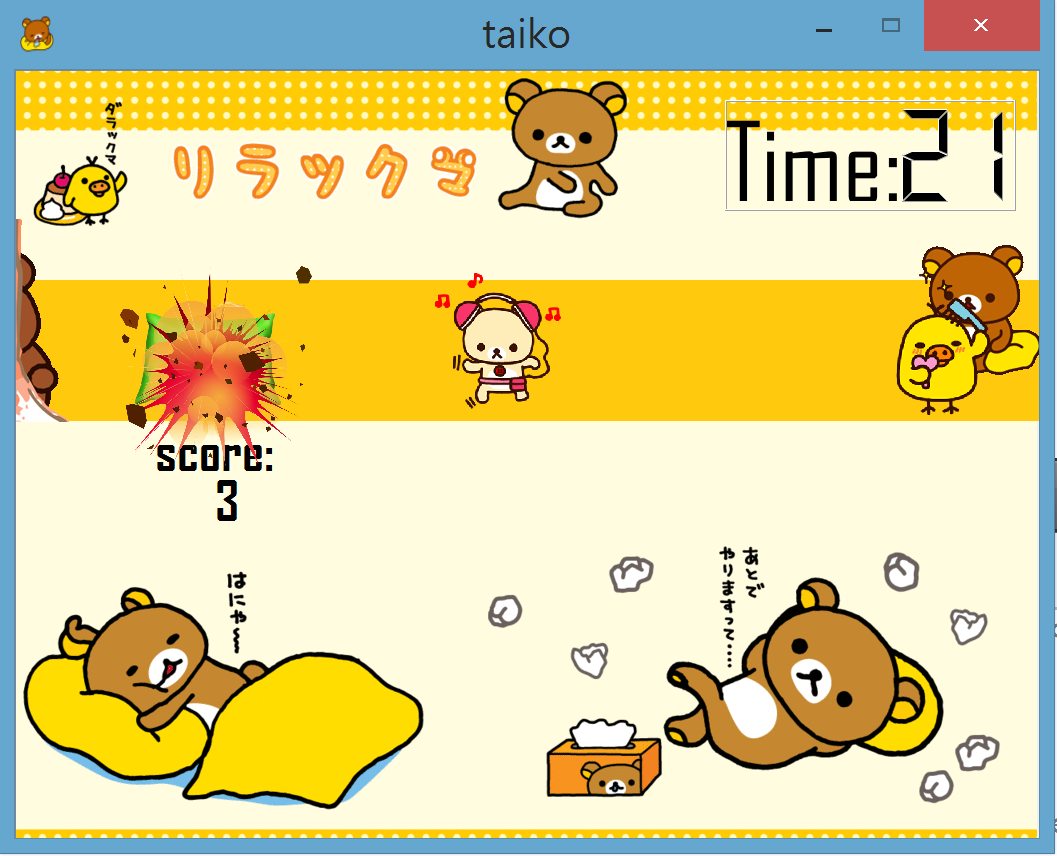 taiko
ダラックマ
リラックマ
Time:21
score:
3
はにゃ〜
あとで
やりますって……